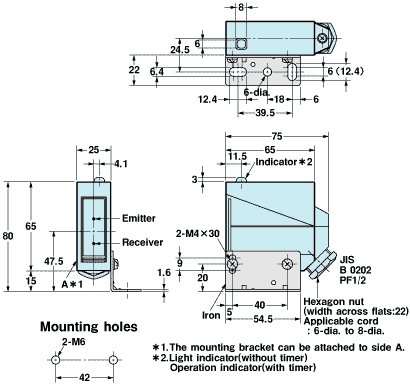 8
6
24.5
22
6.4
6 (12.4)
6-dia.
12.4
18
6
39.5
25
4.1
75
65
11.5
Indicator*2
3
80
65
47.5
15
Emitter
Receiver
2-M4×30
A*1
1.6
9
20
Iron
5
40
54.5
JIS
B 0202
PF1/2
Hexagon nut
(width across flats:22)
Applicable cord
: 6-dia. to 8-dia.
Mounting holes
2-M6
42
*1.The mounting bracket can be attached to side A.
*2.Light indicator(without timer)
Operation indicator(with timer)